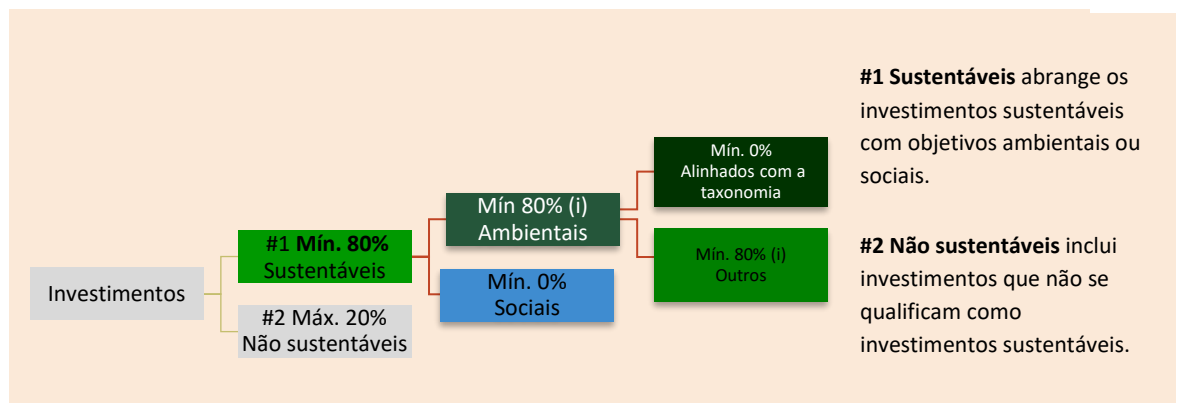 Investimentos
#1 Mín. 80%
Sustentáveis
#2 Máx. 20%
Não sustentáveis
Mín 80% (i)
Ambientais
Mín. 0%
Sociais
Mín. 0%
Alinhados com a
taxonomia
Mín. 80% (i)
Outros
#1 Sustentáveis abrange os
investimentos sustentáveis
com objetivos ambientais ou
sociais.
#2 Não sustentáveis inclui
investimentos que não se
qualificam como
investimentos sustentáveis.